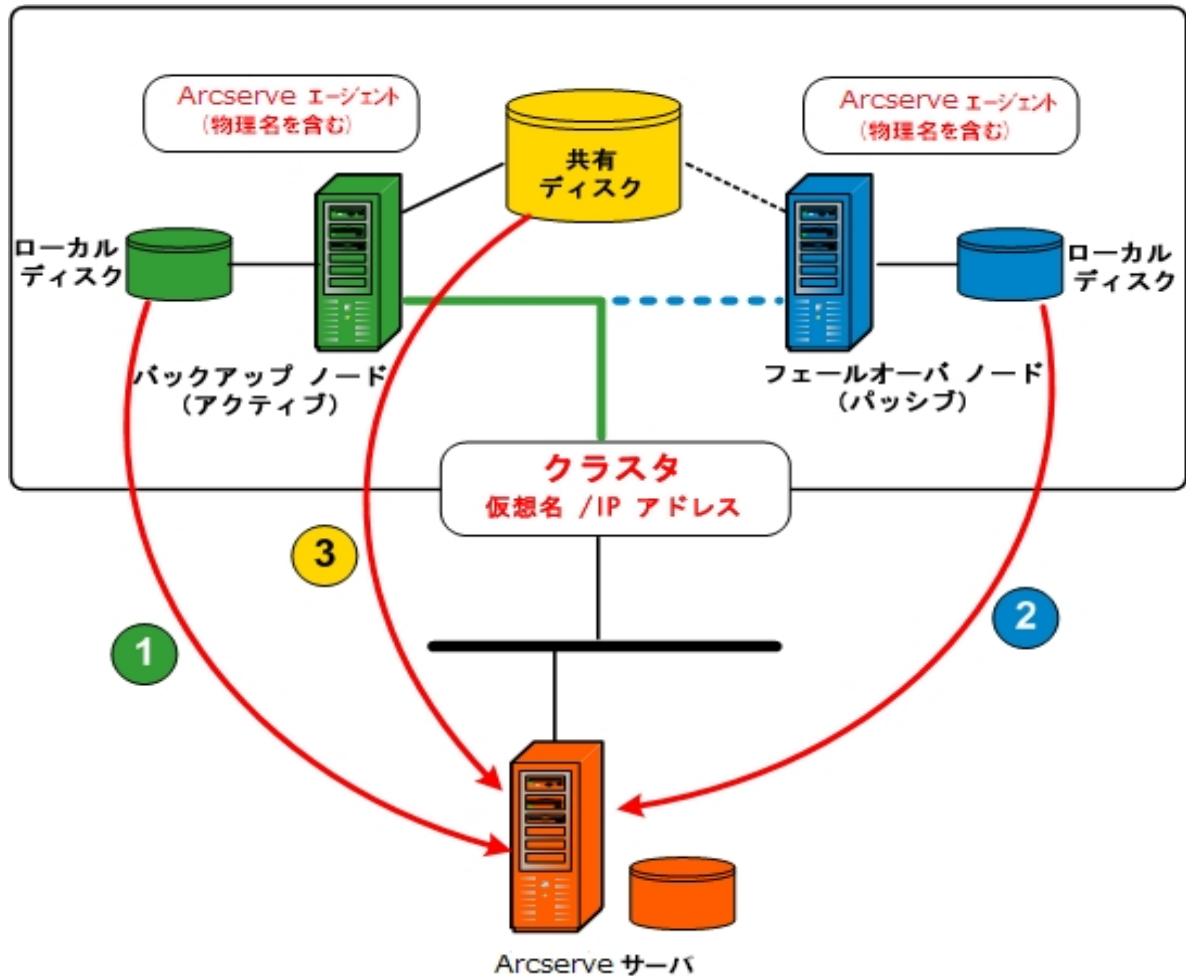 Arcserve エージェント
(物理名を含む)
共有
ディスク
Arcserve エージェント
(物理名を含む)
ローカル
ディスク
ローカル
ディスク
バックアップ ノード
(アクティブ)
フェールオーバ ノード
(パッシブ)
クラスタ
仮想名 /IP アドレス
3
2
1
Arcserve サーバ